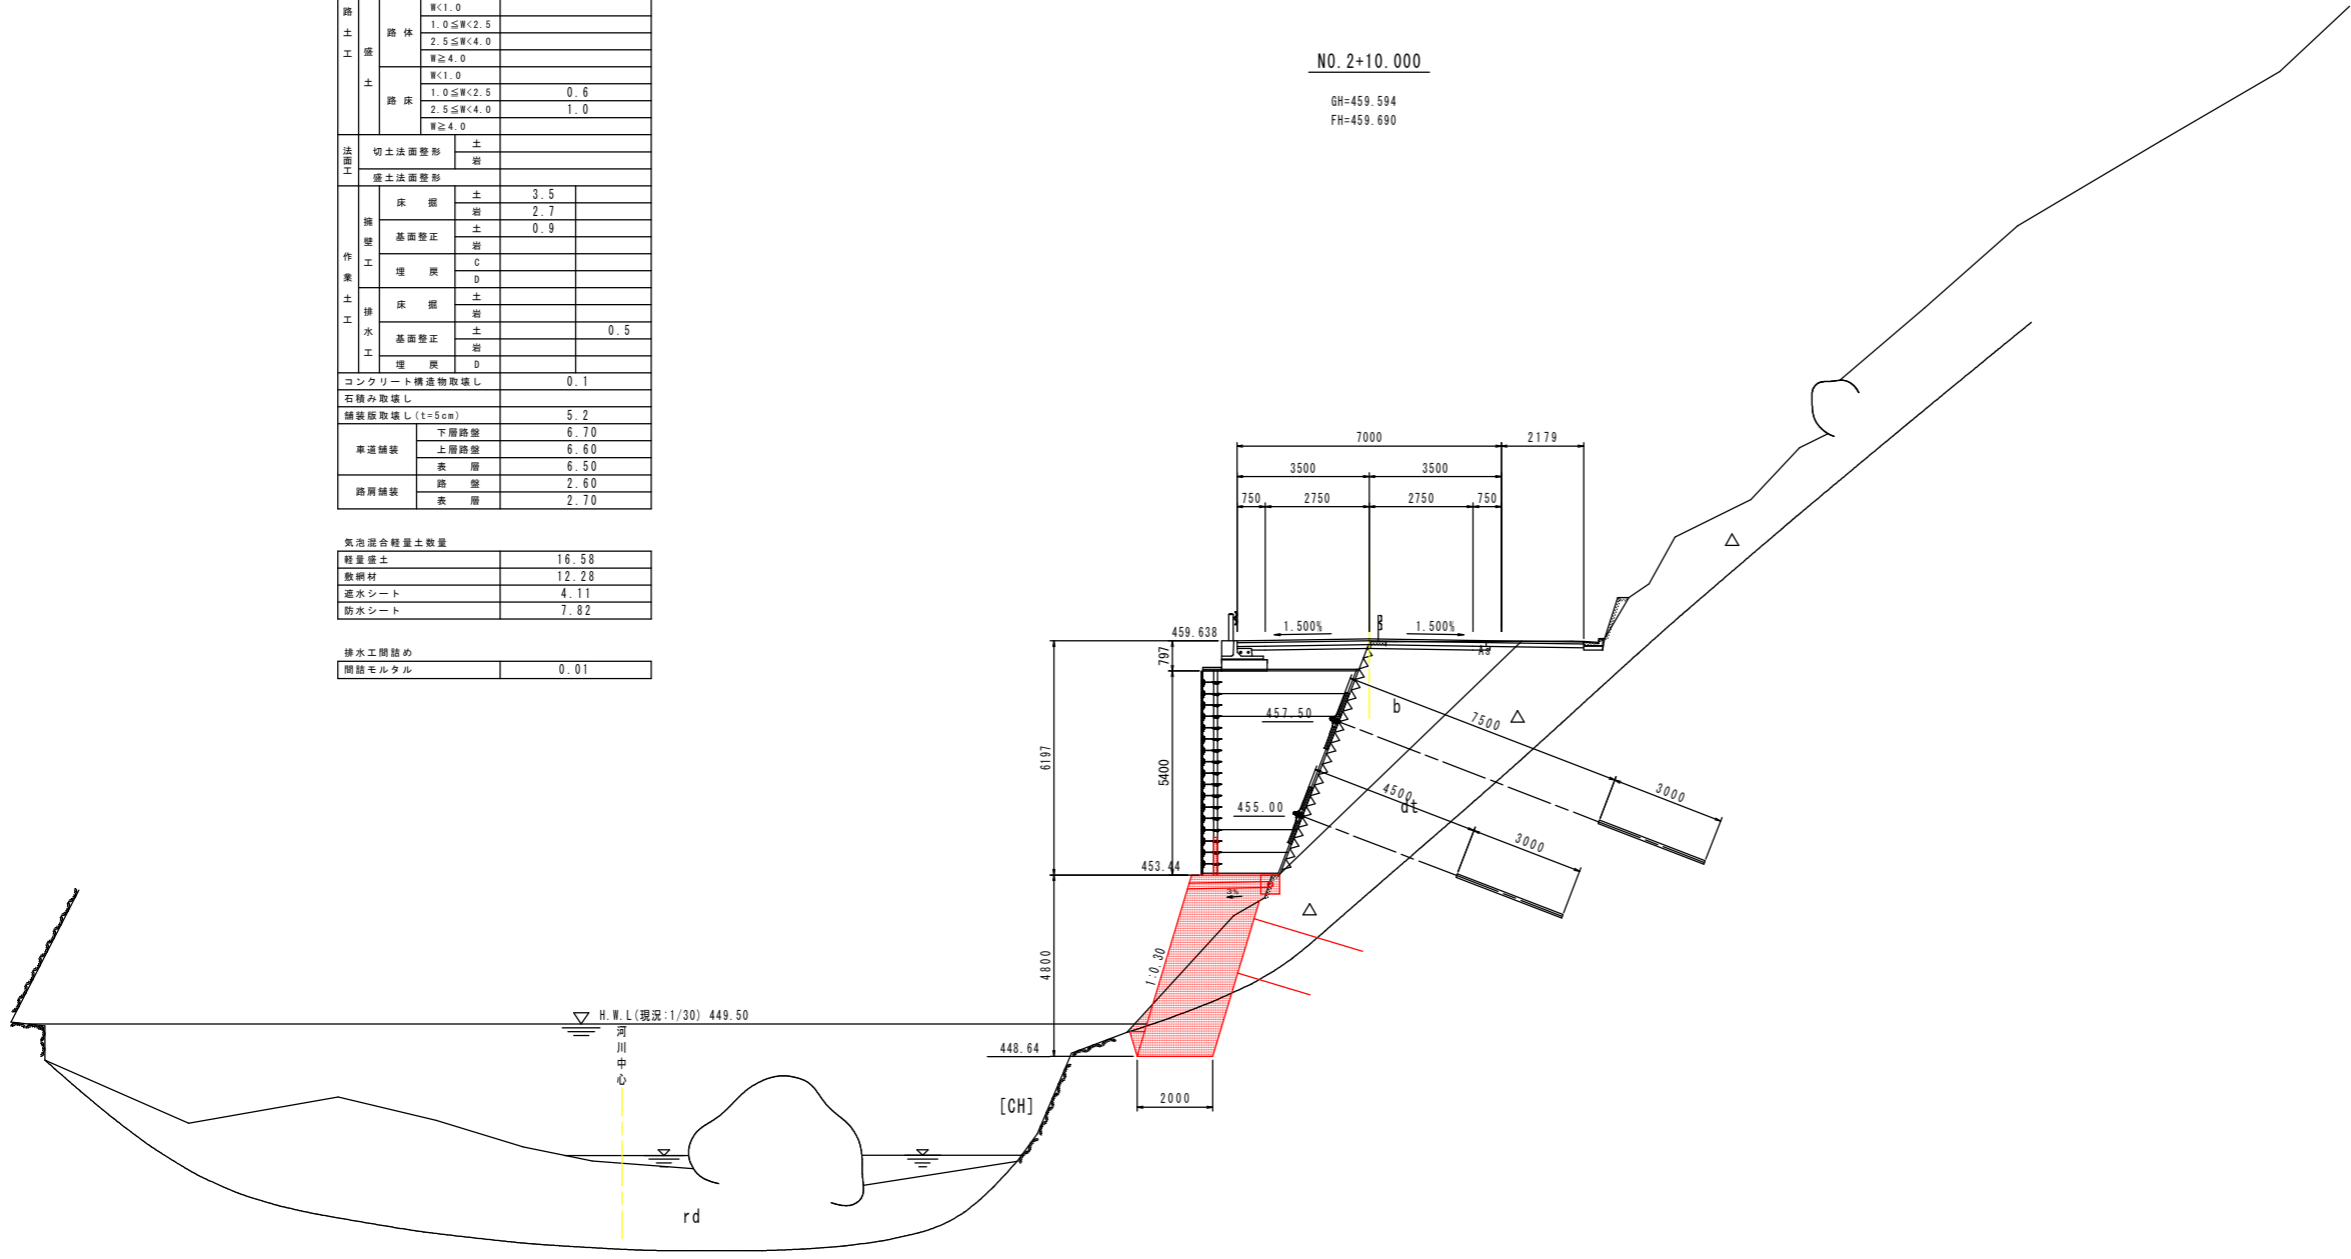 路土工 盛土 路体 W<1.0
1.0≦W<2.5
2.5≦W<4.0
W≧4.0
路床 W<1.0
1.0≦W<2.5 0.6
2.5≦W<4.0 1.0
W≧4.0
法面工 切土法面整形 土
岩
盛土法面整形
作業土工 擁壁工 床掘 土 3.5
岩 2.7
基面整正 土 0.9
岩
埋戻 C
D
排水工 床掘 土
岩
基面整正 土 0.5
岩
埋戻 D
コンクリート構造物取壊し 0.1
石積み取壊し
舗装版取壊し(t=5cm) 5.2
車道舗装 下層路盤 6.70
上層路盤 6.60
表層 6.50
路肩舗装 路盤 2.60
表層 2.70
気泡混合軽量土数量
軽量盛土 16.58
敷網材 12.28
遮水シート 4.11
防水シート 7.82
排水工間詰め
間詰モルタル 0.01
NO.2+10.000
GH=459.594
FH=459.690
7000 2179
3500 3500
750 2750 2750 750
459.638 1.500% 1.500%
As
797
b
457.50 7500
6197
5400
3000
455.00 4500
dt
3000
453.44
3%
1:0.30
4800
H.W.L(現況:1/30) 449.50
河川中心
448.64
2000
[CH]
rd